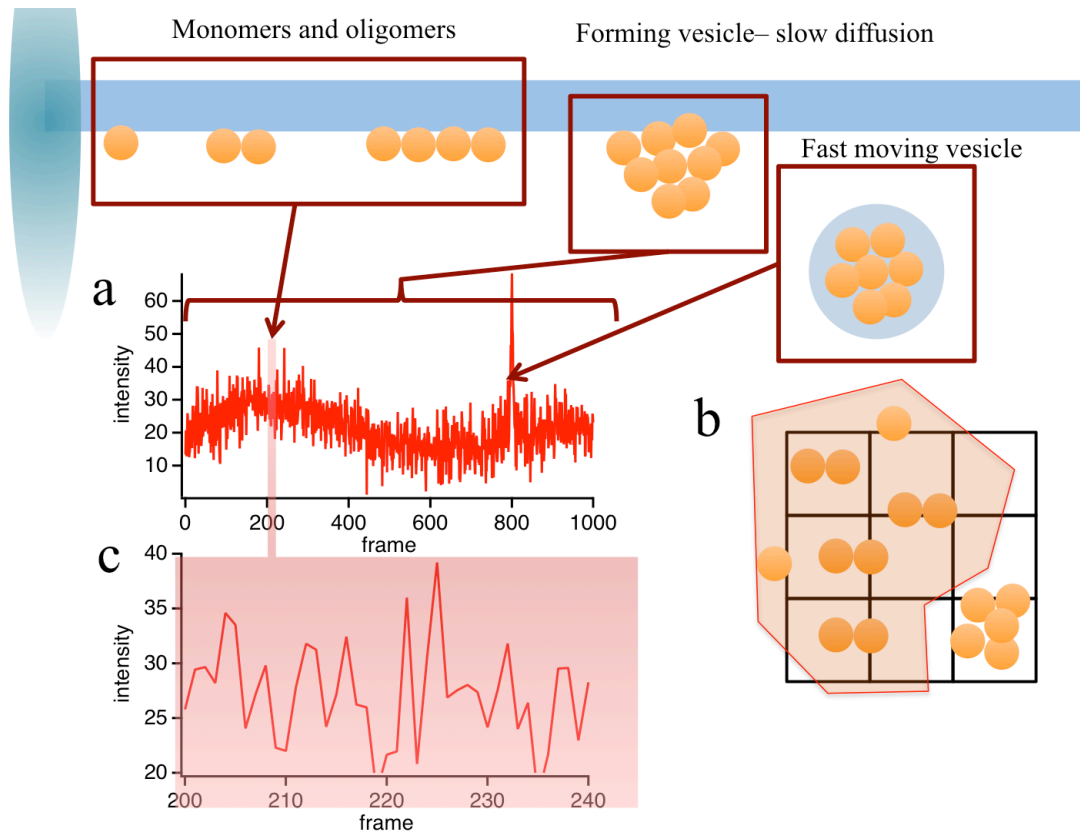 Monomers and oligomers
Forming vesicle– slow diffusion
Fast moving vesicle
a
60
50
40
30
20
10
intensity
0 200 400 600 800 1000
frame
b
c
40
35
30
25
20
intensity
200 210 220 230 240
frame